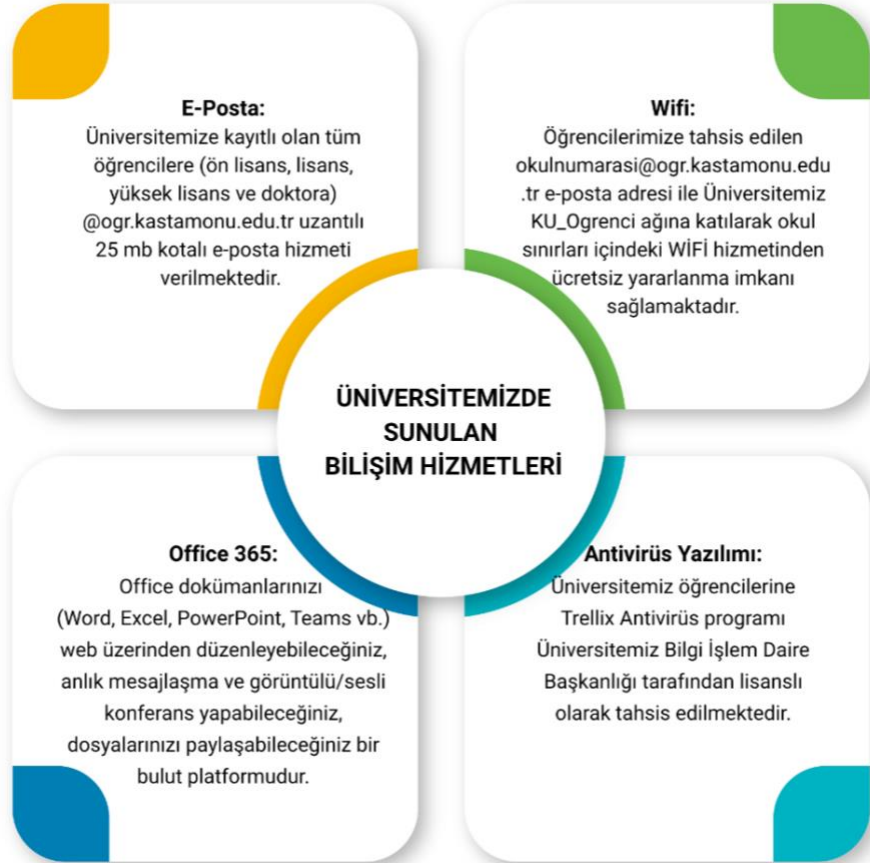 E-Posta:
Üniversitemize kayıtlı olan tüm
öğrencilere (ön lisans, lisans,
yüksek lisans ve doktora)
@ogr.kastamonu.edu.tr uzantılı
25 mb kotalı e-posta hizmeti
verilmektedir.
Wifi:
Öğrencilerimize tahsis edilen
okulnumarasi@ogr.kastamonu.edu
.tr e-posta adresi ile Üniversitemiz
KU_Ogrenci ağına katılarak okul
sınırları içindeki WİFİ hizmetinden
ücretsiz yararlanma imkanı
sağlamaktadır.
ÜNİVERSİTEMİZDE
SUNULAN
BİLİŞİM HİZMETLERİ
Office 365:
Office dokümanlarınızı
(Word, Excel, PowerPoint, Teams vb.)
web üzerinden düzenleyebileceğiniz,
anlık mesajlaşma ve görüntülü/sesli
konferans yapabileceğiniz,
dosyalarınızı paylaşabileceğiniz bir
bulut platformudur.
Antivirüs Yazılımı:
Üniversitemiz öğrencilerine
Trellix Antivirüs programı
Üniversitemiz Bilgi İşlem Daire
Başkanlığı tarafından lisanslı
olarak tahsis edilmektedir.